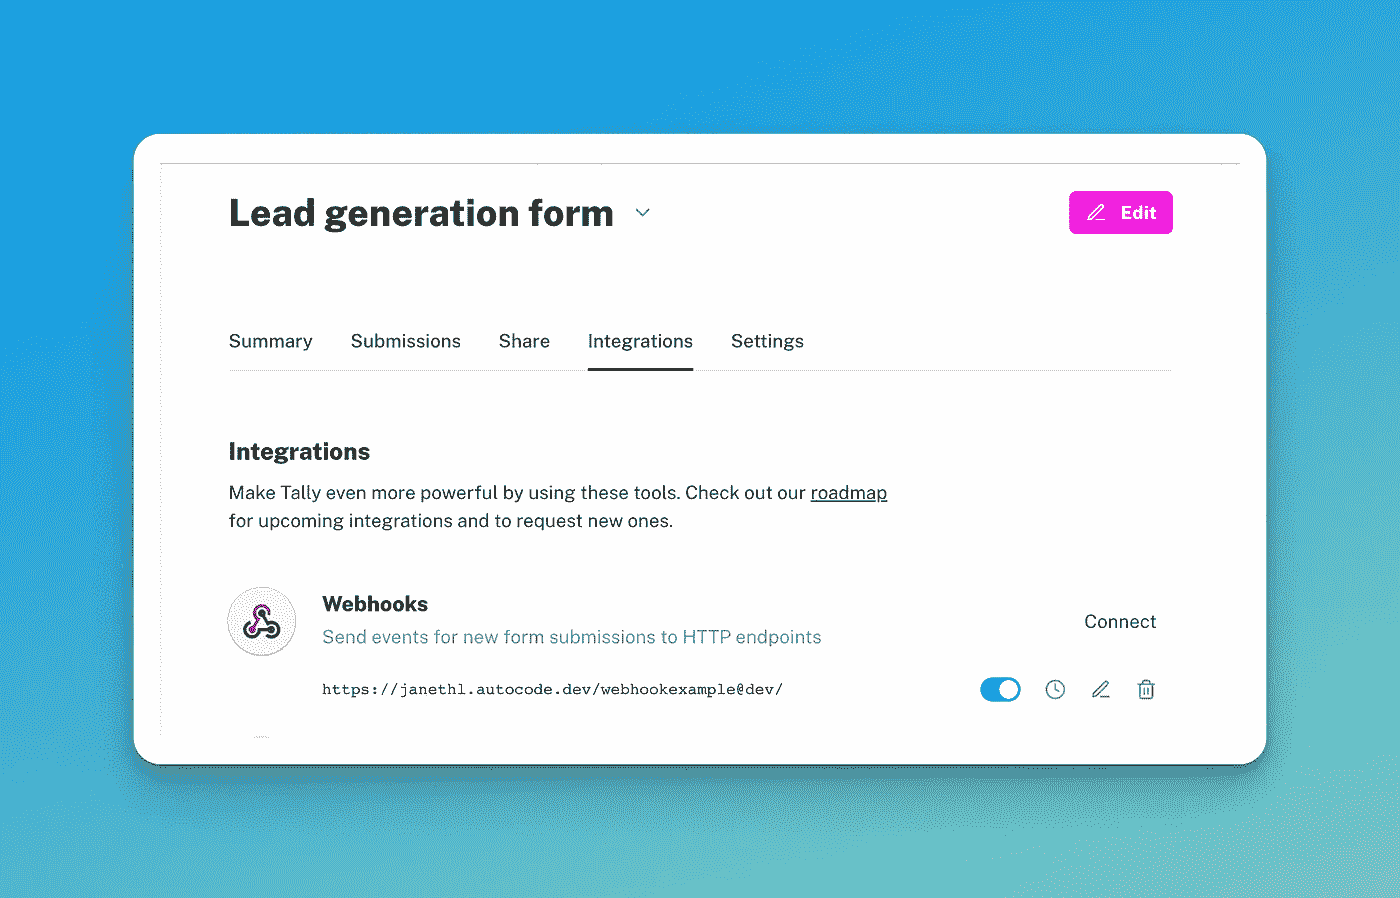 Lead generation form
Edit
Summary Submissions Share Integrations Settings
Integrations
Make Tally even more powerful by using these tools. Check out our roadmap
for upcoming integrations and to request new ones.
Webhooks
Send events for new form submissions to HTTP endpoints
Connect
https://janethl.autocode.dev/webhookexample@dev/